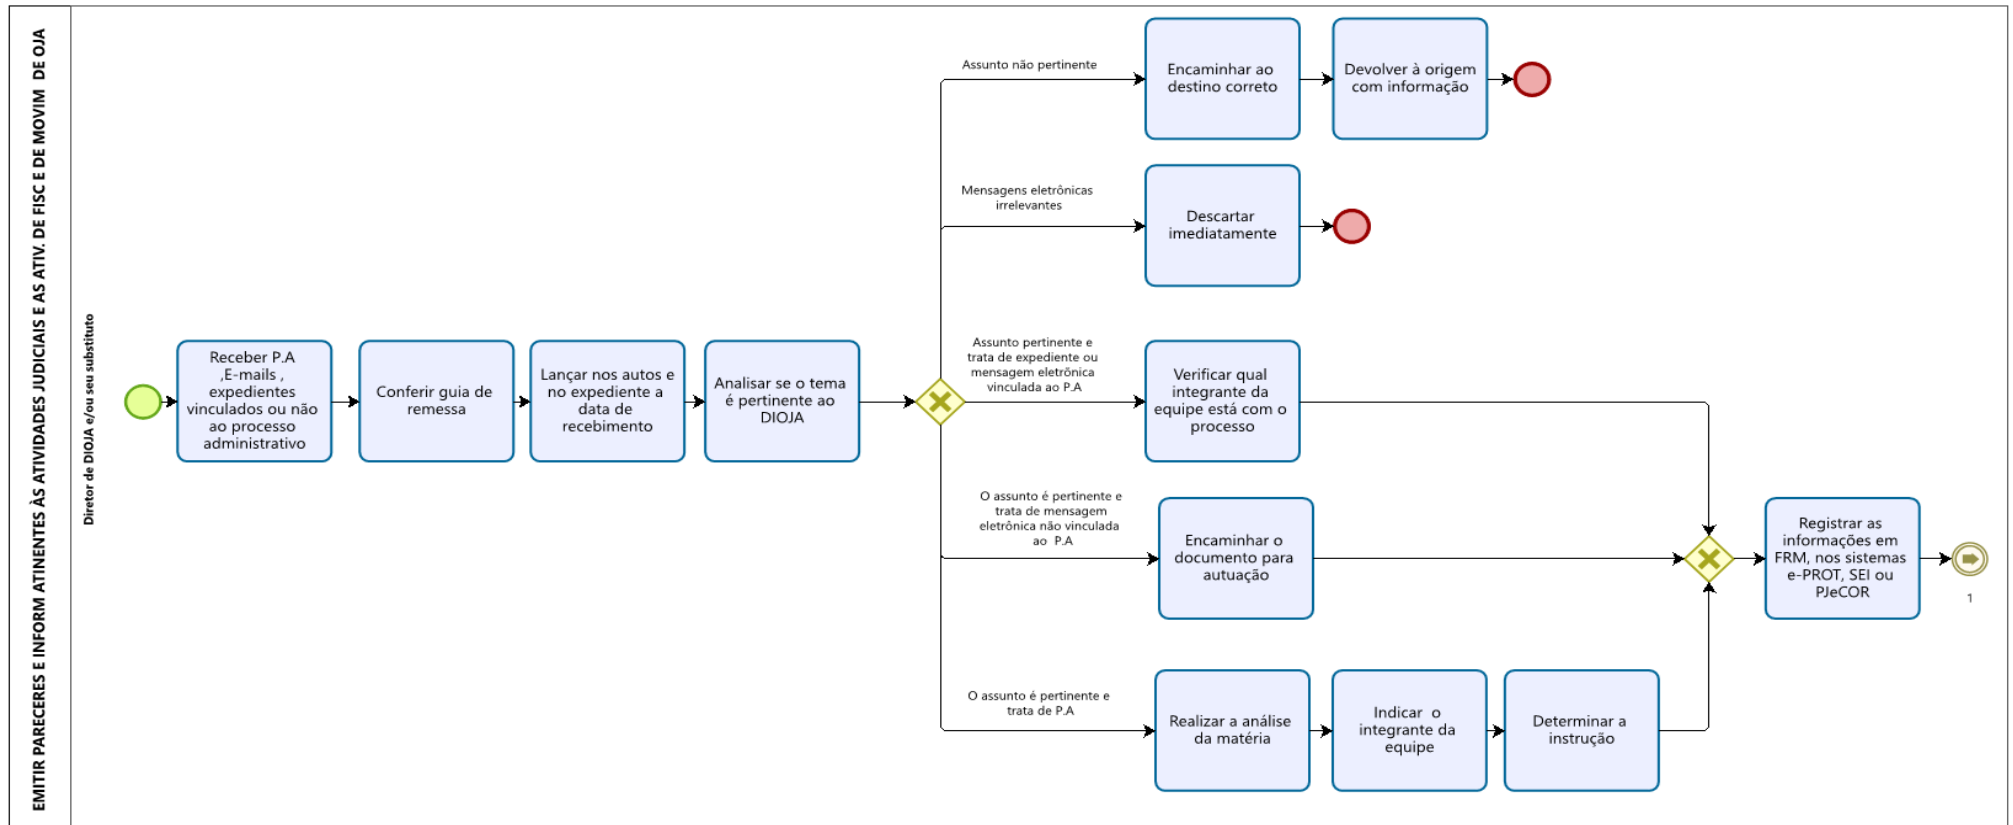 EMITIR PARECERES E INFORM ATINENTES ÀS ATIVIDADES JUDICIAIS E AS ATIV. DE FISC E DE MOVIM  DE OJA
Diretor de DIOJA e/ou seu substituto
Receber P.A
,E-mails ,
expedientes
vinculados ou não
ao processo
administrativo
Conferir guia de
remessa
Lançar nos autos e
no expediente a
data de
recebimento
Analisar se o tema
é pertinente ao
DIOJA
Assunto não pertinente
Encaminhar ao
destino correto
Devolver à origem
com informação
Mensagens eletrônicas
irrelevantes
Descartar
imediatamente
Assunto pertinente e
trata de expediente ou
mensagem eletrônica
vinculada ao P.A
Verificar qual
integrante da
equipe está com o
processo
O assunto é pertinente e
trata de mensagem
eletrônica não vinculada
ao  P.A
Encaminhar o
documento para
autuação
O assunto é pertinente e
trata de P.A
Realizar a análise
da matéria
Indicar  o
integrante da
equipe
Determinar a
instrução
Registrar as
informações em
FRM, nos sistemas
e-PROT, SEI ou
PJeCOR
1